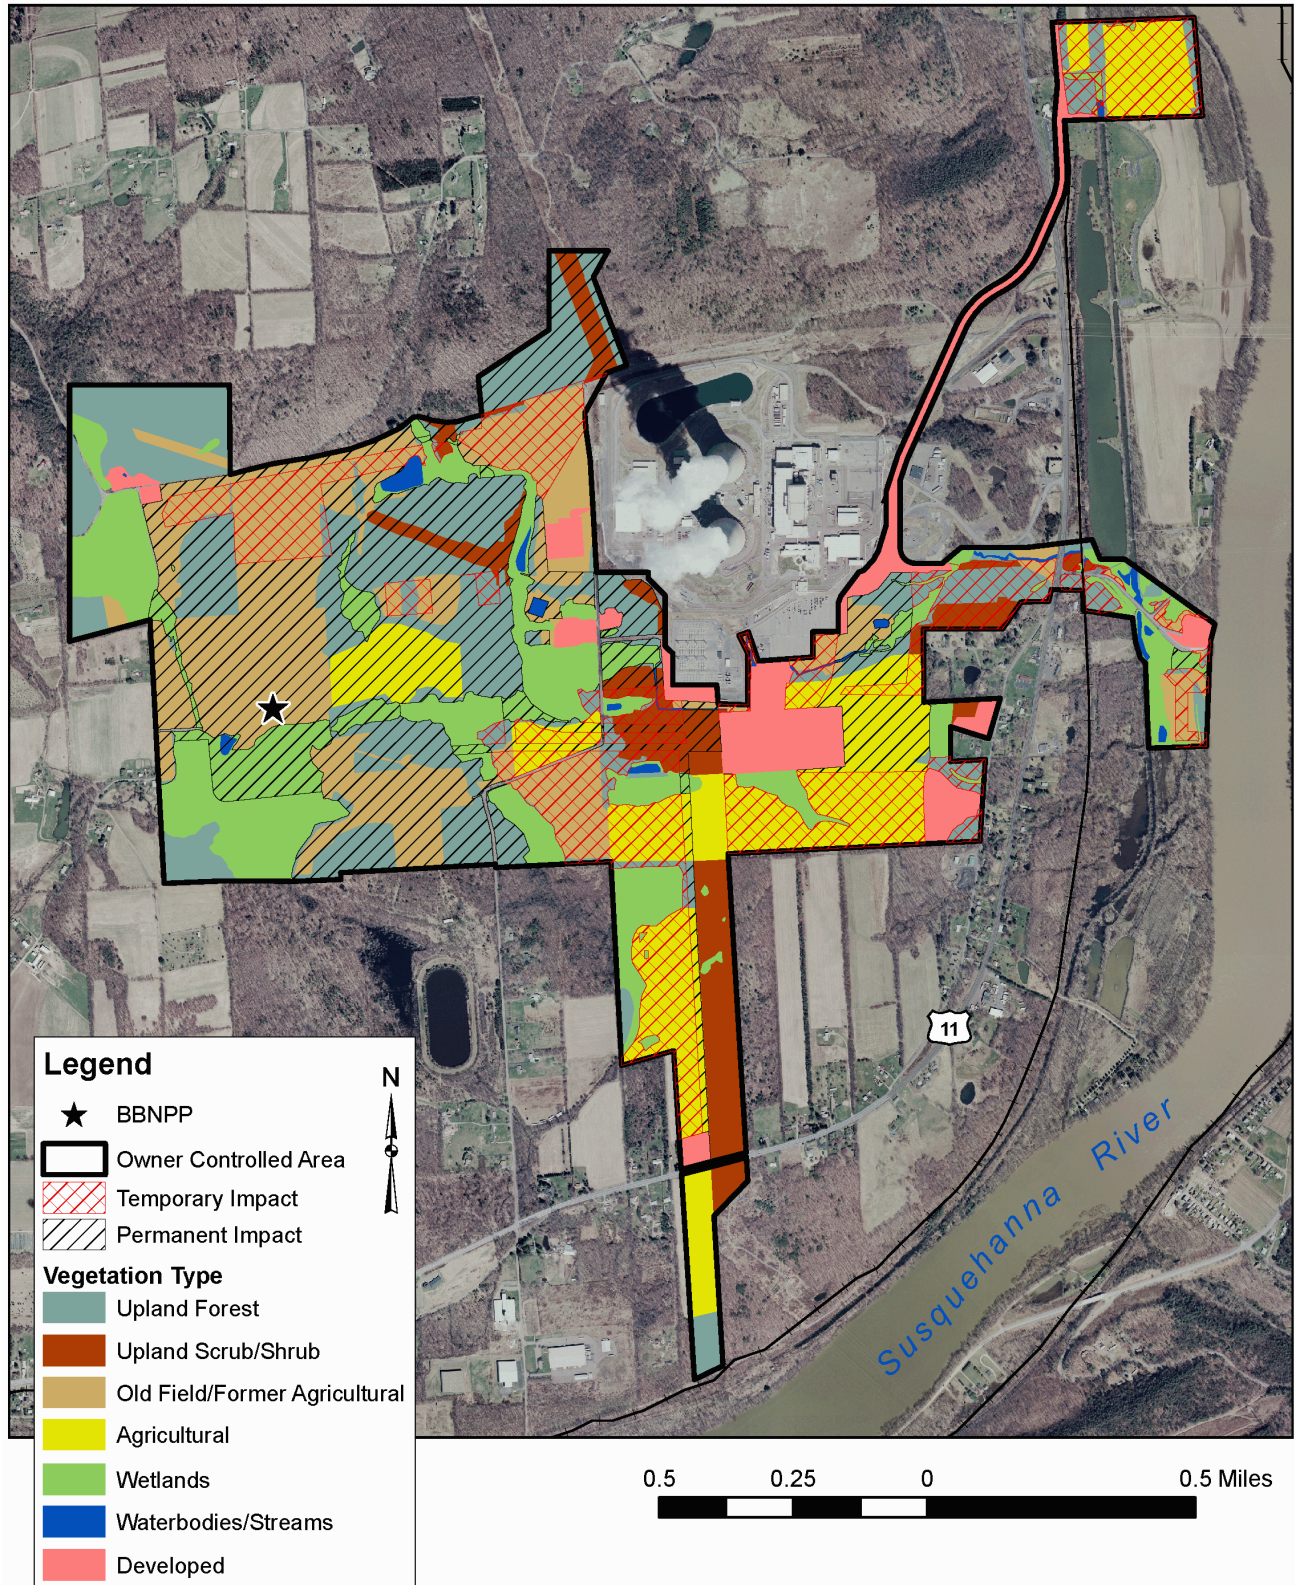 11
Susquehanna River
Legend
N
BBNPP
Owner Controlled Area
Temporary Impact
Permanent Impact
Vegetation Type
Upland Forest
Upland Scrub/Shrub
Old Field/Former Agricultural
Agricultural
Wetlands
Waterbodies/Streams
Developed
0.5 0.25 0 0.5 Miles